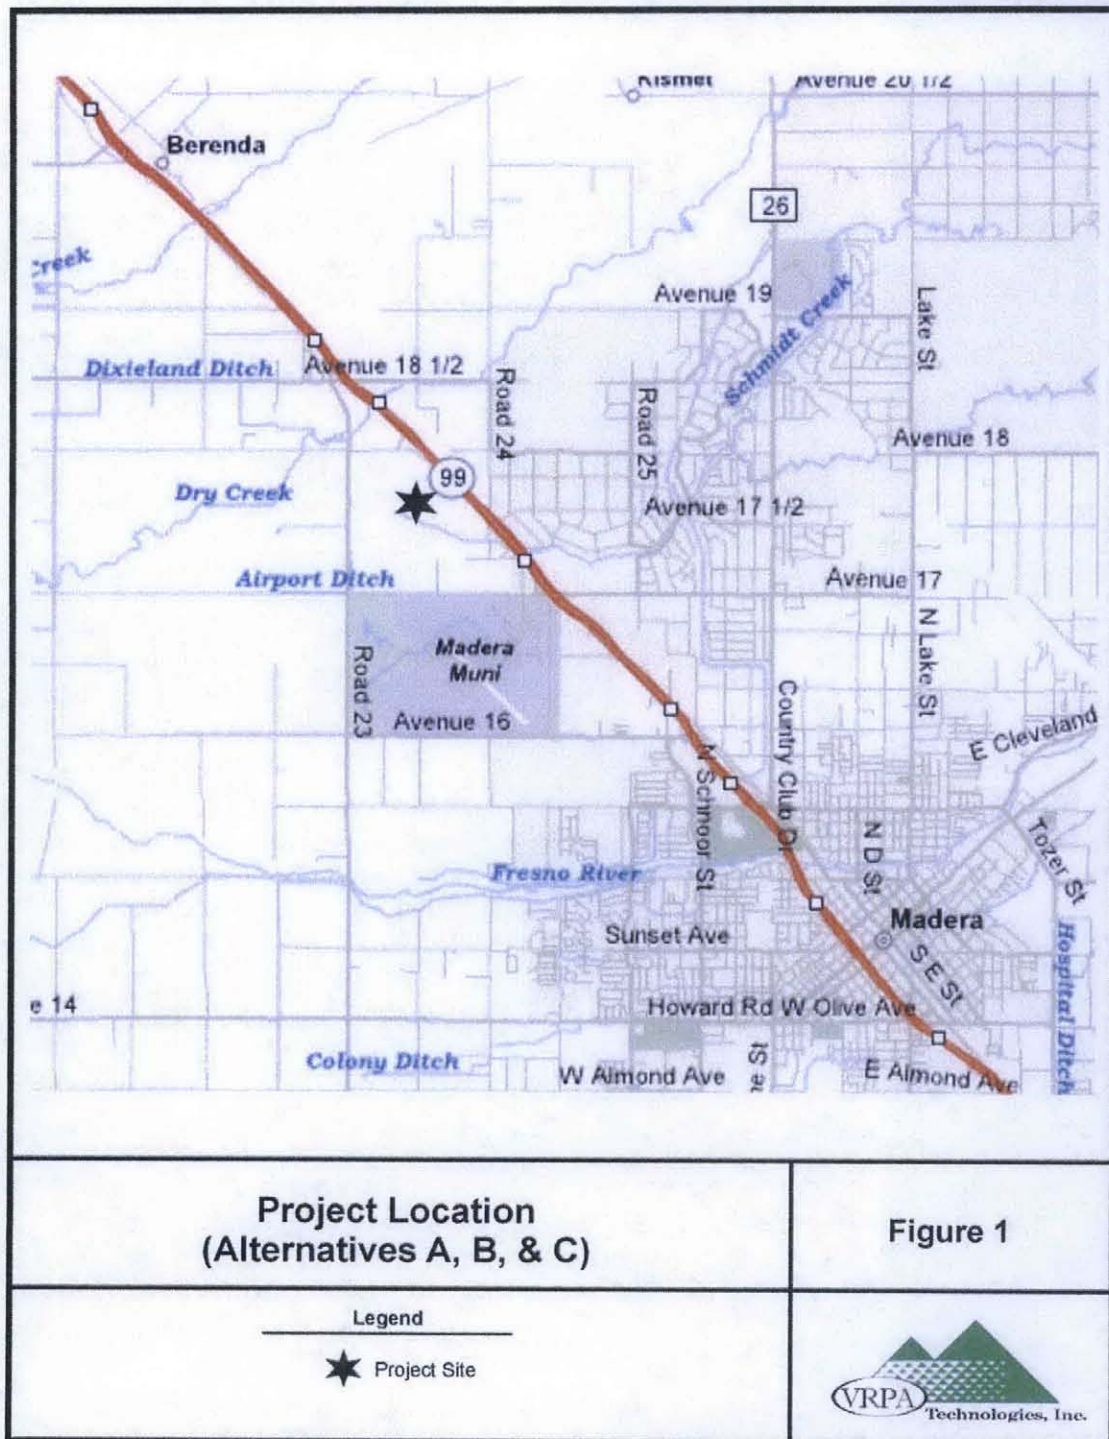 Kismet
Avenue 20 1/2
Berenda
26
Creek
Avenue 19
Schmidt Creek
Lake St
Dixieland Ditch
Avenue 18 1/2
Road 24
Road 25
Avenue 18
99
Dry Creek
Avenue 17 1/2
Airport Ditch
Avenue 17
Madera
Muni
Road 23
Avenue 16
N Lake St
Country Club Dr
E Cleveland
N Schnoor St
N D St
Tozer St
Fresno River
Madera
Sunset Ave
S E St
Hospital Ditch
e 14
Howard Rd W Olive Ave
Colony Ditch
W Almond Ave
ie St
E Almond Ave
Project Location
(Alternatives A, B, & C)
Figure 1
Legend
Project Site
VRPA
Technologies, Inc.